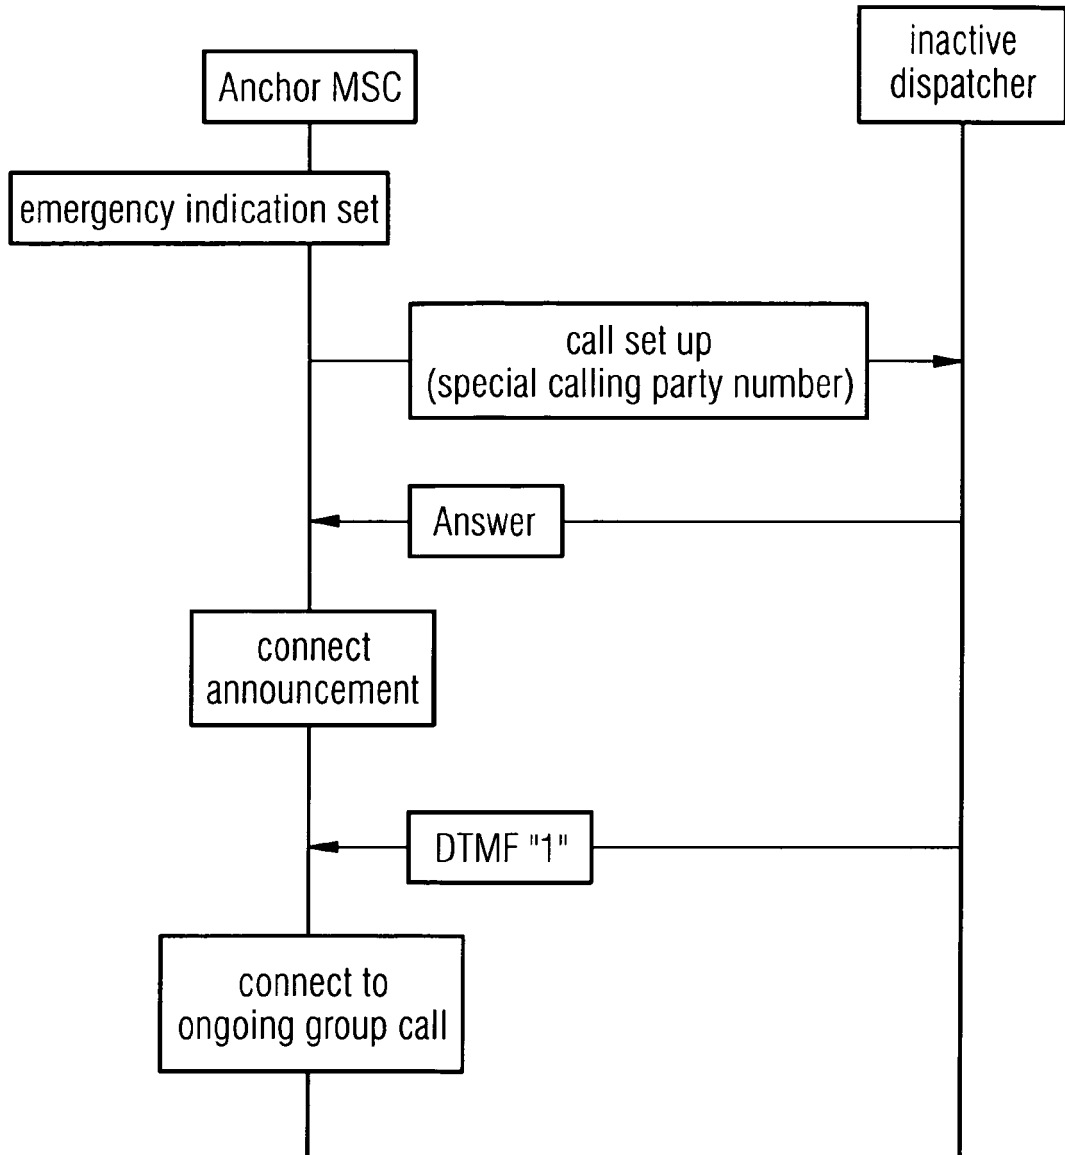 inactive
dispatcher
Anchor MSC
emergency indication set
call set up
(special calling party number)
Answer
connect
announcement
DTMF "1"
connect to
ongoing group call